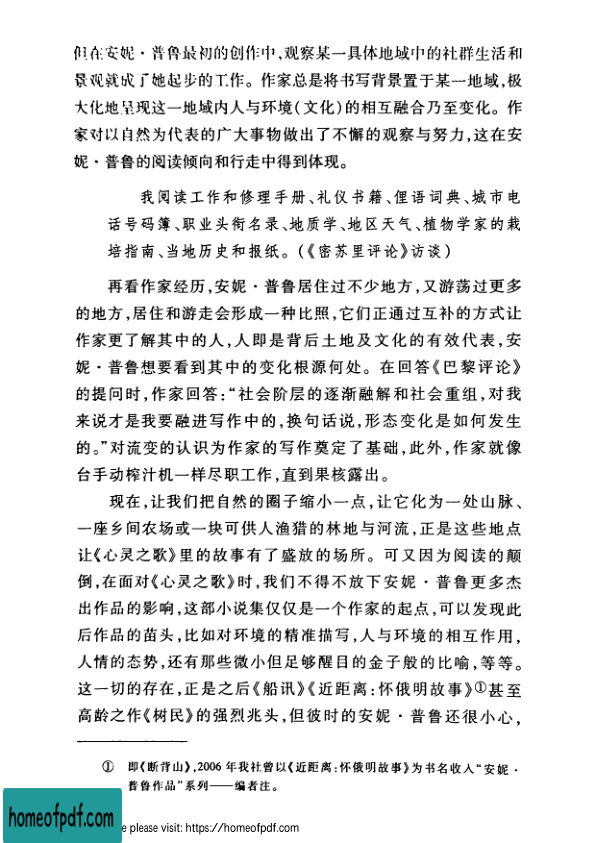 但在安妮·普鲁最初的创作中,观察某一具体地域中的社群生活和
景观就成了她起步的工作。作家总是将书写背景置于某一地域,极
大化地呈现这一地域内人与环境(文化)的相互融合乃至变化。作
家对以自然为代表的广大事物做出了不懈的观察与努力,这在安
妮·普鲁的阅读倾向和行走中得到体现。
我阅读工作和修理手册、礼仪书籍、俚语词典、城市电
话号码簿、职业头衔名录、地质学、地区天气、植物学家的栽
培指南、当地历史和报纸。(《密苏里评论》访谈)
再看作家经历,安妮·普鲁居住过不少地方,又游荡过更多
的地方,居住和游走会形成一种比照,它们正通过互补的方式让
作家更了解其中的人,人即是背后土地及文化的有效代表,安
妮·普鲁想要看到其中的变化根源何处。在回答《巴黎评论》
的提问时,作家回答:“社会阶层的逐渐融解和社会重组,对我
来说才是我要融进写作中的,换句话说,形态变化是如何发生
的。”对流变的认识为作家的写作奠定了基础,此外,作家就像
台手动榨汁机一样尽职工作,直到果核露出。
现在,让我们把自然的圈子缩小一点,让它化为一处山脉、
一座乡间农场或一块可供人渔猎的林地与河流,正是这些地点
让《心灵之歌》里的故事有了盛放的场所。可又因为阅读的颠
倒,在面对《心灵之歌》时,我们不得不放下安妮·普鲁更多杰
出作品的影响,这部小说集仅仅是一个作家的起点,可以发现此
后作品的苗头,比如对环境的精准描写,人与环境的相互作用,
人情的态势,还有那些微小但足够醒目的金子般的比喻,等等。
这一切的存在,正是之后《船讯》《近距离:怀俄明故事》①甚至
高龄之作《树民》的强烈兆头,但彼时的安妮·普鲁还很小心,
① 即《断背山》,2006 年我社曾以《近距离:怀俄明故事》为书名收入“安妮·
普鲁作品”系列——编者注。
homeofpdf.com
e please visit: https://homeofpdf.com